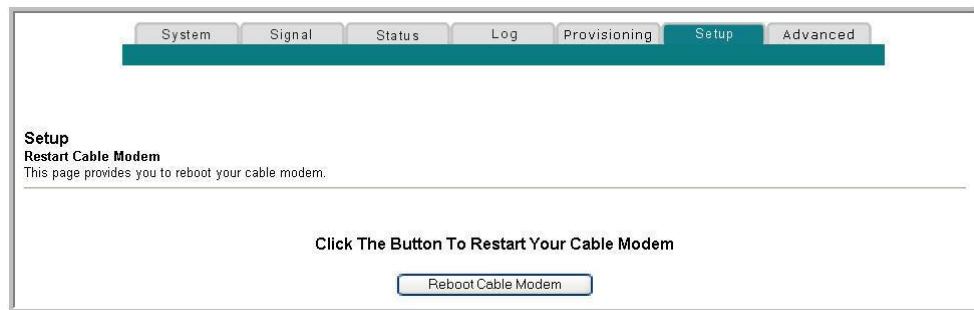 System Signal Status Log Provisioning Setup Advanced
Setup
Restart Cable Modem
This page provides you to reboot your cable modem.
Click The Button To Restart Your Cable Modem
Reboot Cable Modem